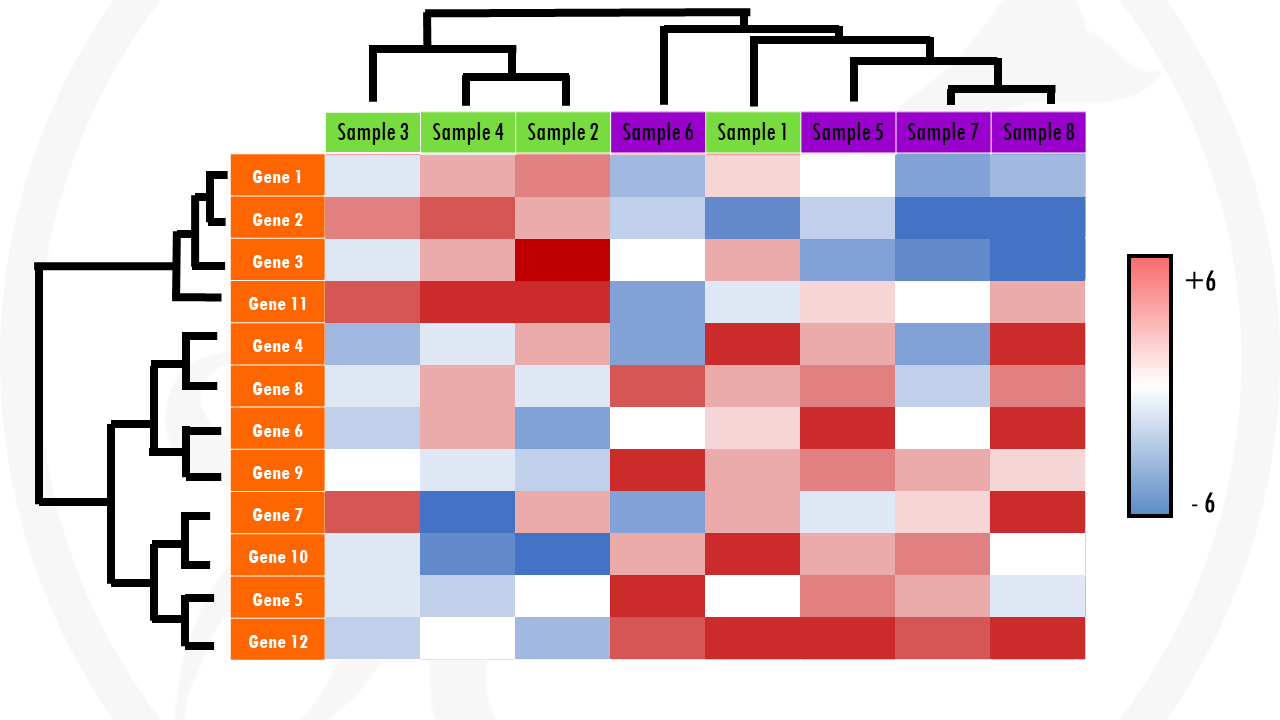 Sample 3 Sample 4 Sample 2 Sample 6 Sample 1 Sample 5 Sample 7 Sample 8
Gene 1
Gene 2
Gene 3
Gene 11
Gene 4
Gene 8
Gene 6
Gene 9
Gene 7
Gene 10
Gene 5
Gene 12
+6
- 6